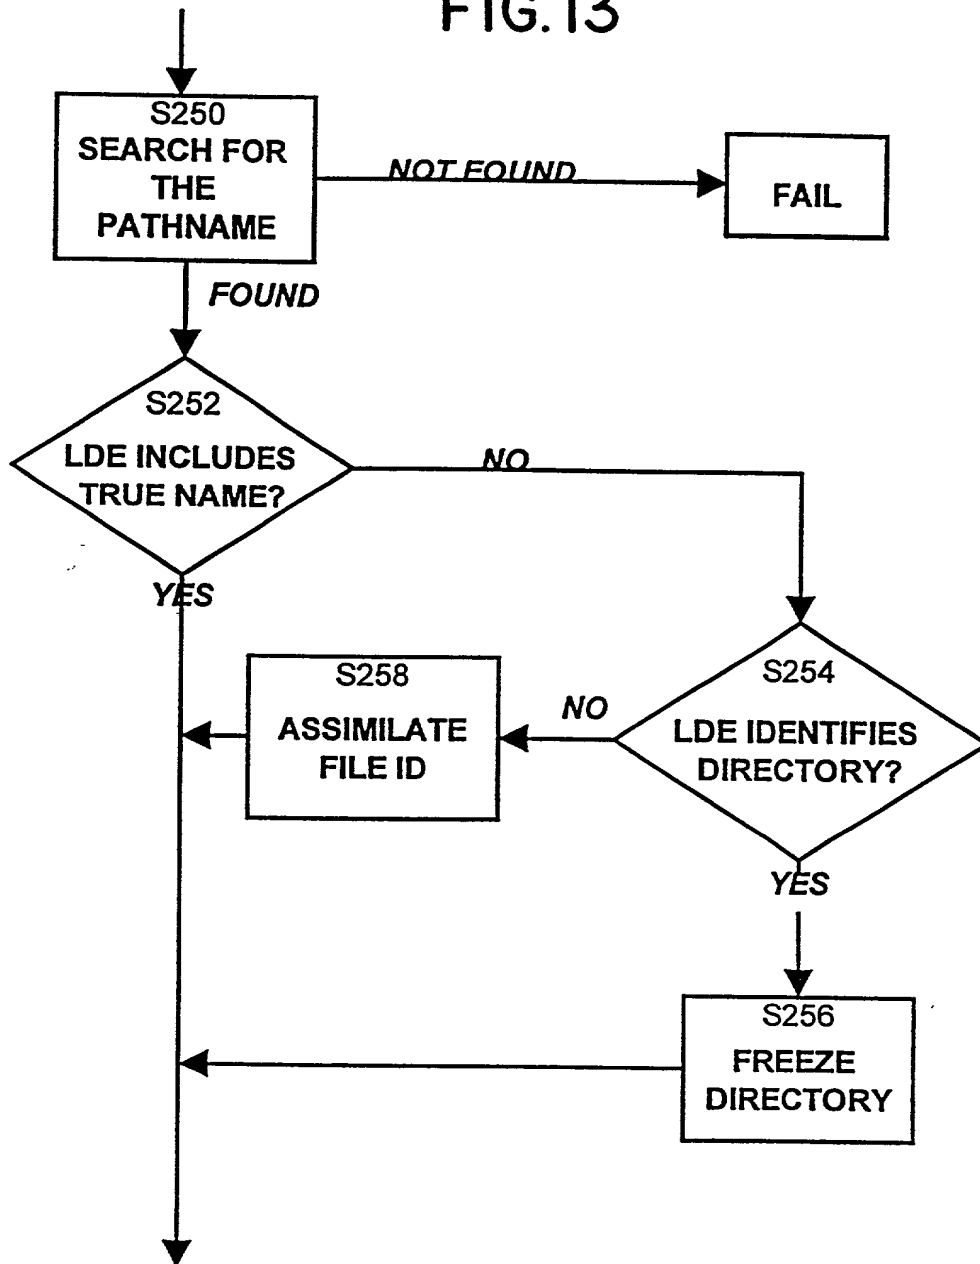 FIG. 13
S250
SEARCH FOR
THE
PATHNAME
NOT FOUND
FAIL
FOUND
S252
LDE INCLUDES
TRUE NAME?
NO
YES
S258
ASSIMILATE
FILE ID
NO
S254
LDE IDENTIFIES
DIRECTORY?
YES
S256
FREEZE
DIRECTORY